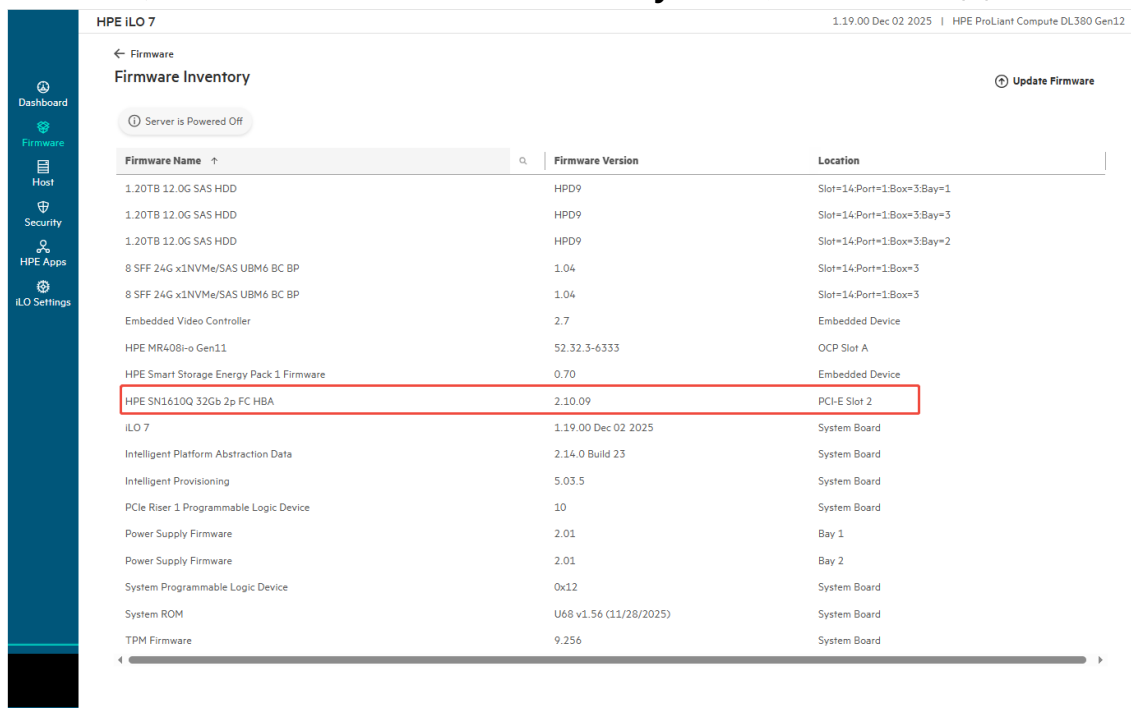 HPE iLO 7 1.19.00 Dec 02 2025 | HPE ProLiant Compute DL380 Gen12
← Firmware
Firmware Inventory
Update Firmware
Server is Powered Off
Dashboard
Firmware
Host
Security
HPE Apps
iLO Settings
Firmware Name ↑ Firmware Version Location
1.20TB 12.0G SAS HDD HPD9 Slot=14:Port=1:Box=3:Bay=1
1.20TB 12.0G SAS HDD HPD9 Slot=14:Port=1:Box=3:Bay=3
1.20TB 12.0G SAS HDD HPD9 Slot=14:Port=1:Box=3:Bay=2
8 SFF 24G x1NVMe/SAS UBM6 BC BP 1.04 Slot=14:Port=1:Box=3
8 SFF 24G x1NVMe/SAS UBM6 BC BP 1.04 Slot=14:Port=1:Box=3
Embedded Video Controller 2.7 Embedded Device
HPE MR408i-o Gen11 52.32.3-6333 OCP Slot A
HPE Smart Storage Energy Pack 1 Firmware 0.70 Embedded Device
HPE SN1610Q 32Gb 2p FC HBA 2.10.09 PCI-E Slot 2
iLO 7 1.19.00 Dec 02 2025 System Board
Intelligent Platform Abstraction Data 2.14.0 Build 23 System Board
Intelligent Provisioning 5.03.5 System Board
PCIe Riser 1 Programmable Logic Device 10 System Board
Power Supply Firmware 2.01 Bay 1
Power Supply Firmware 2.01 Bay 2
System Programmable Logic Device 0x12 System Board
System ROM U68 v1.56 (11/28/2025) System Board
TPM Firmware 9.256 System Board